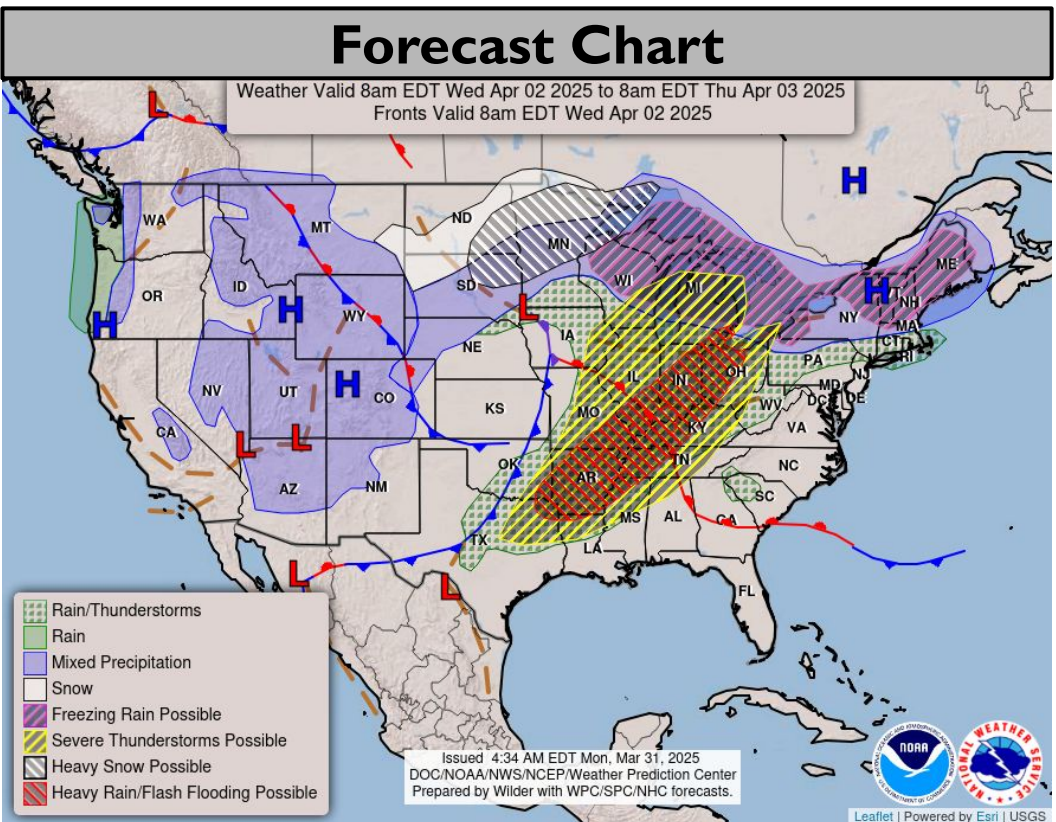 Forecast Chart
Weather Valid 8am EDT Wed Apr 02 2025 to 8am EDT Thu Apr 03 2025
Fronts Valid 8am EDT Wed Apr 02 2025
L
H
WA
MT
ND
MN
ME
OR
ID
H
WY
SD
L
WI
MI
H
VT
NH
NY
MA
H
NE
IA
CT
RI
NV
UT
H
CO
KS
MO
IL
IN
OH
PA
NJ
MD
DE
DC
WV
KY
VA
CA
L
L
OK
TN
NC
AZ
NM
AR
SC
MS
AL
GA
TX
LA
L
L
FL
Rain/Thunderstorms
Rain
Mixed Precipitation
Snow
Freezing Rain Possible
Severe Thunderstorms Possible
Heavy Snow Possible
Heavy Rain/Flash Flooding Possible
Issued 4:34 AM EDT Mon, Mar 31, 2025
DOC/NOAA/NWS/NCEP/Weather Prediction Center
Prepared by Wilder with WPC/SPC/NHC forecasts.
NOAA
NATIONAL WEATHER SERVICE
Leaflet | Powered by Esri | USGS